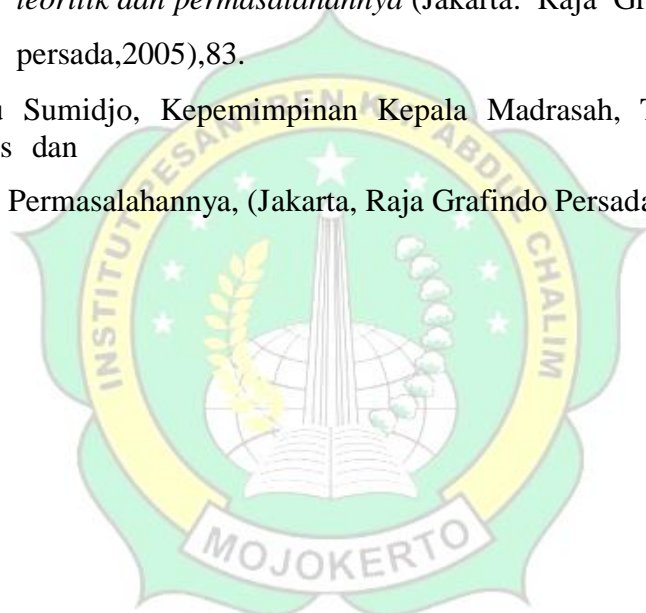 teoritik dan permasalahannya (Jakarta: Raja Gr
persada,2005),83.
u Sumidjo, Kepemimpinan Kepala Madrasah, T
s dan
Permasalahannya, (Jakarta, Raja Grafindo Persada
INSTITUT PESANTREN K.H. ABDUL CHALIM
MOJOKERTO